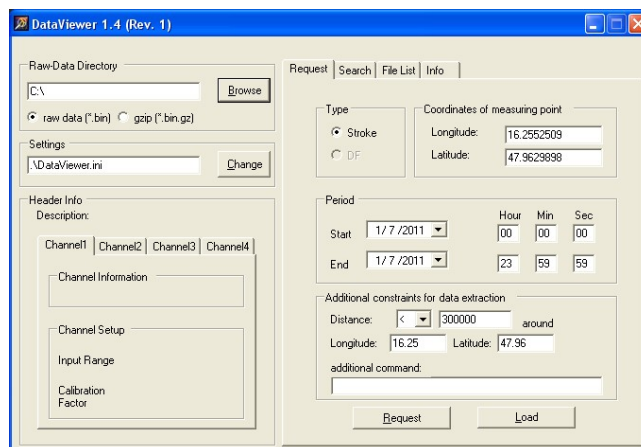 DataViewer 1.4 (Rev. 1)
Raw-Data Directory
C:\
Browse
raw data (*.bin) gzip (*.bin.gz)
Settings
.\DataViewer.ini
Change
Header Info
Description:
Channel1 Channel2 Channel3 Channel4
Channel Information
Channel Setup
Input Range
Calibration
Factor
Request Search File List Info
Type
Stroke
DF
Coordinates of measuring point
Longitude: 16.2552509
Latitude: 47.9629898
Period
Hour Min Sec
Start 1/ 7 /2011 00 00 00
End 1/ 7 /2011 23 59 59
Additional constraints for data extraction
Distance: < 300000 around
Longitude: 16.25 Latitude: 47.96
additional command:
Request Load